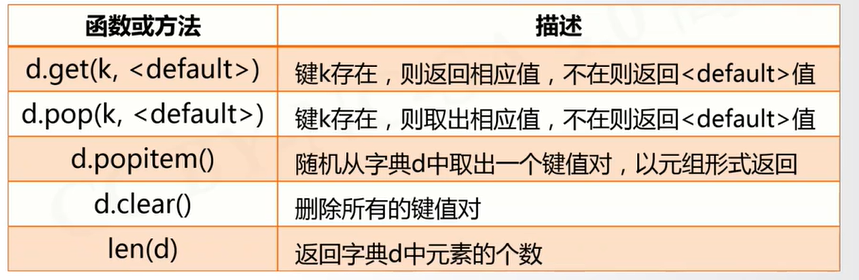 函数或方法 描述
d.get(k, <default>) 键k存在，则返回相应值，不在则返回<default>值
d.pop(k, <default>) 键k存在，则取出相应值，不在则返回<default>值
d.popitem() 随机从字典d中取出一个键值对，以元组形式返回
d.clear() 删除所有的键值对
len(d) 返回字典d中元素的个数